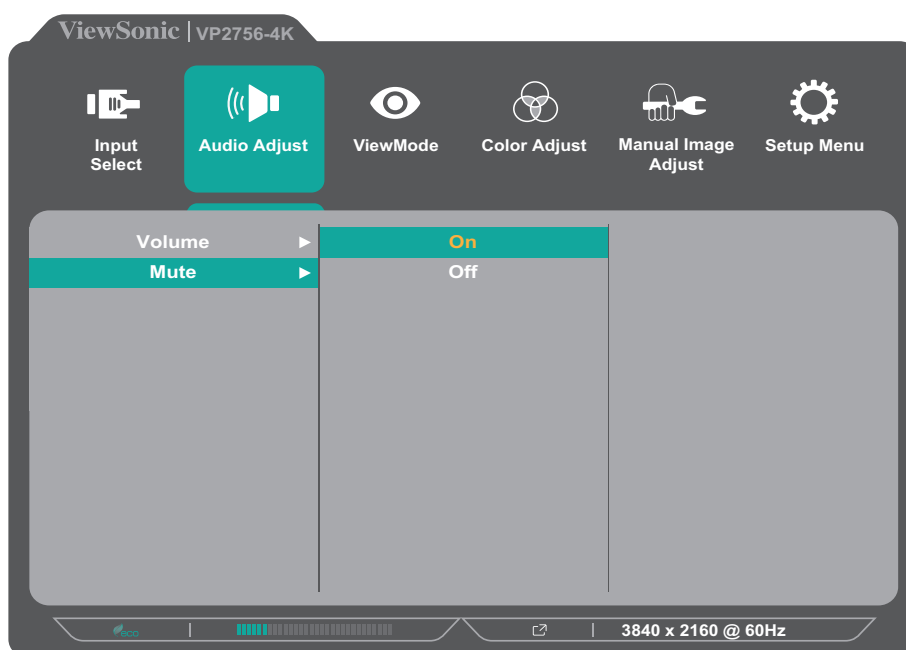 ViewSonic | VP2756-4K
Input Select
Audio Adjust
ViewMode
Color Adjust
Manual Image Adjust
Setup Menu
Volume
On
Mute
Off
eco
3840 x 2160 @ 60Hz